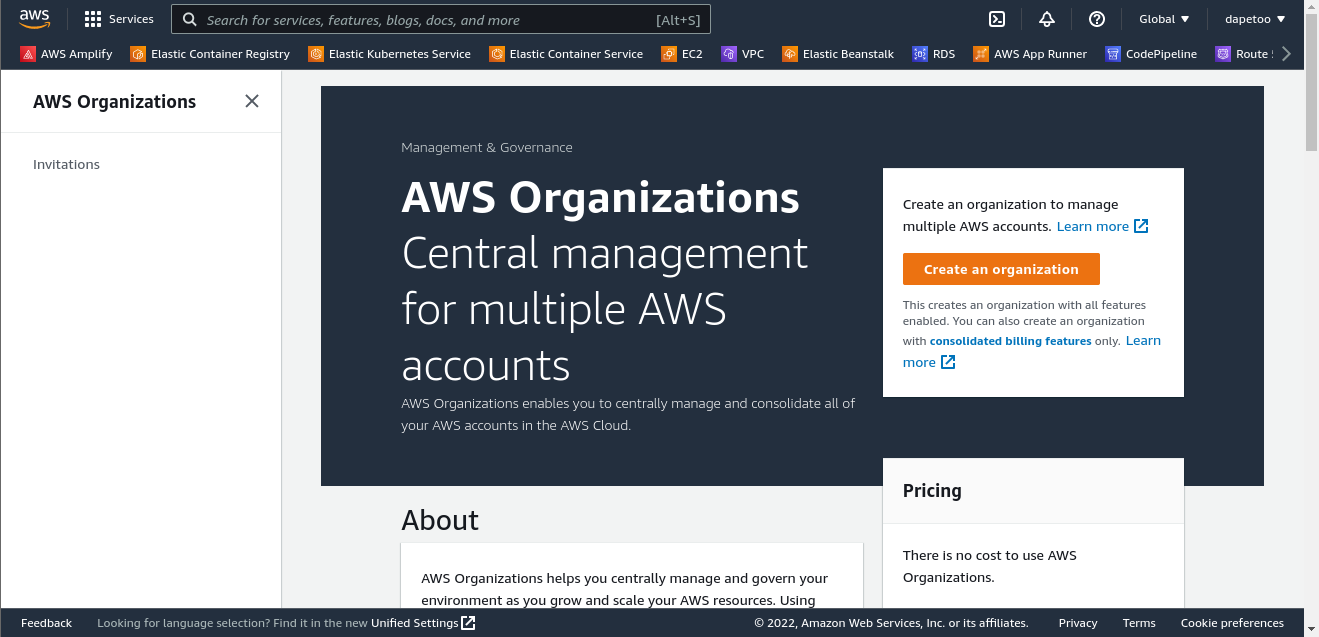 aws
Services
Search for services, features, blogs, docs, and more [Alt+S]
Global ▼
dapetoo ▼
AWS Amplify
Elastic Container Registry
Elastic Kubernetes Service
Elastic Container Service
EC2
VPC
Elastic Beanstalk
RDS
AWS App Runner
CodePipeline
Route
AWS Organizations
Invitations
Management & Governance
AWS Organizations
Central management
for multiple AWS
accounts
AWS Organizations enables you to centrally manage and consolidate all of
your AWS accounts in the AWS Cloud.
Create an organization to manage
multiple AWS accounts. Learn more
Create an organization
This creates an organization with all features
enabled. You can also create an organization
with consolidated billing features only. Learn
more
Pricing
There is no cost to use AWS
Organizations.
About
AWS Organizations helps you centrally manage and govern your
environment as you grow and scale your AWS resources. Using
Feedback
Looking for language selection? Find it in the new Unified Settings
© 2022, Amazon Web Services, Inc. or its affiliates.
Privacy
Terms
Cookie preferences